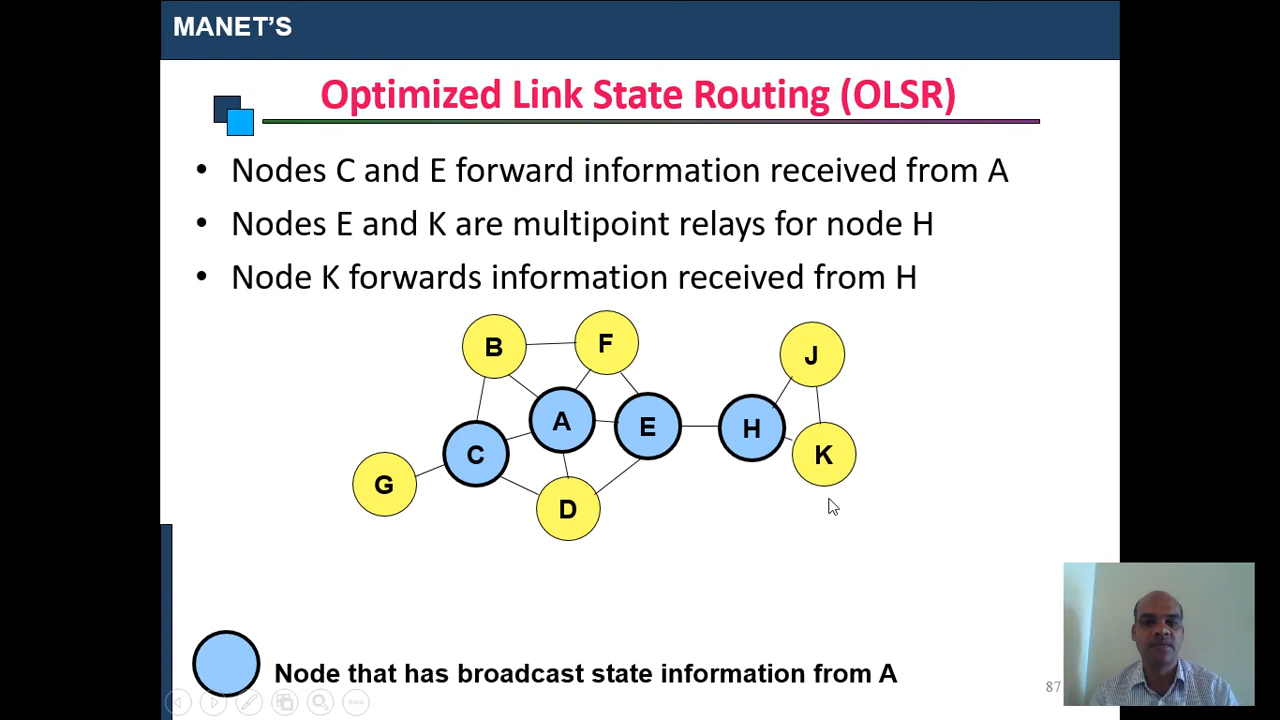 MANET'S
Optimized Link State Routing (OLSR)
• Nodes C and E forward information received from A
• Nodes E and K are multipoint relays for node H
• Node K forwards information received from H
B
F
J
A
E
H
C
K
G
D
Node that has broadcast state information from A
87